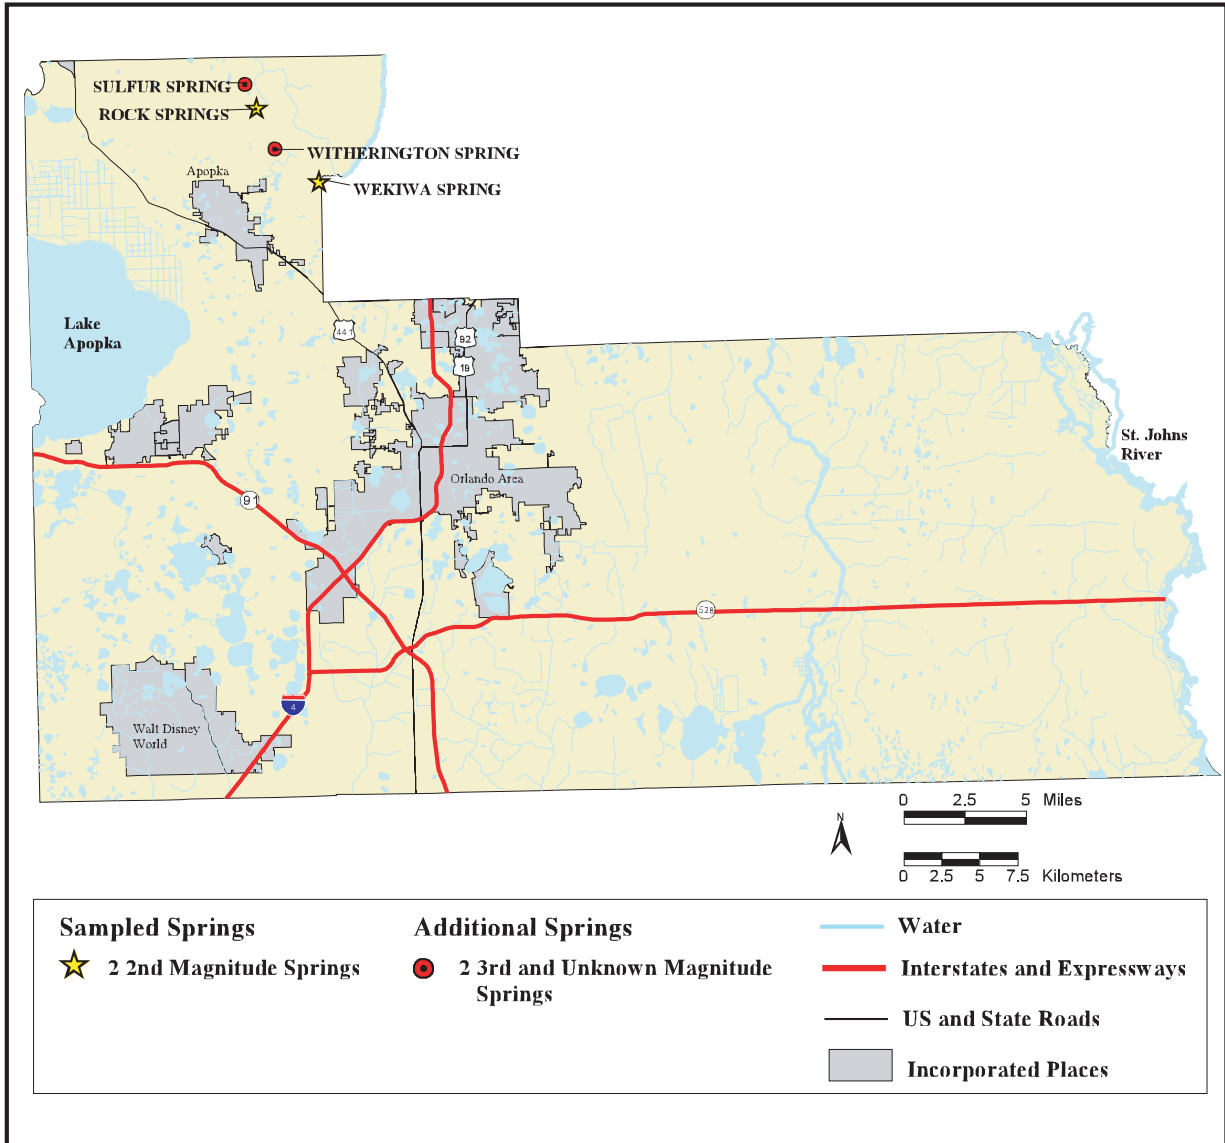 SULFUR SPRING
ROCK SPRINGS
WITHERINGTON SPRING
Apopka
WEKIWA SPRING
Lake
Apopka
441
92
19
St. Johns
River
Orlando Area
91
528
4
Walt Disney
World
N
0 2.5 5 Miles
0 2.5 5 7.5 Kilometers
Sampled Springs
2 2nd Magnitude Springs
Additional Springs
2 3rd and Unknown Magnitude
Springs
Water
Interstates and Expressways
US and State Roads
Incorporated Places